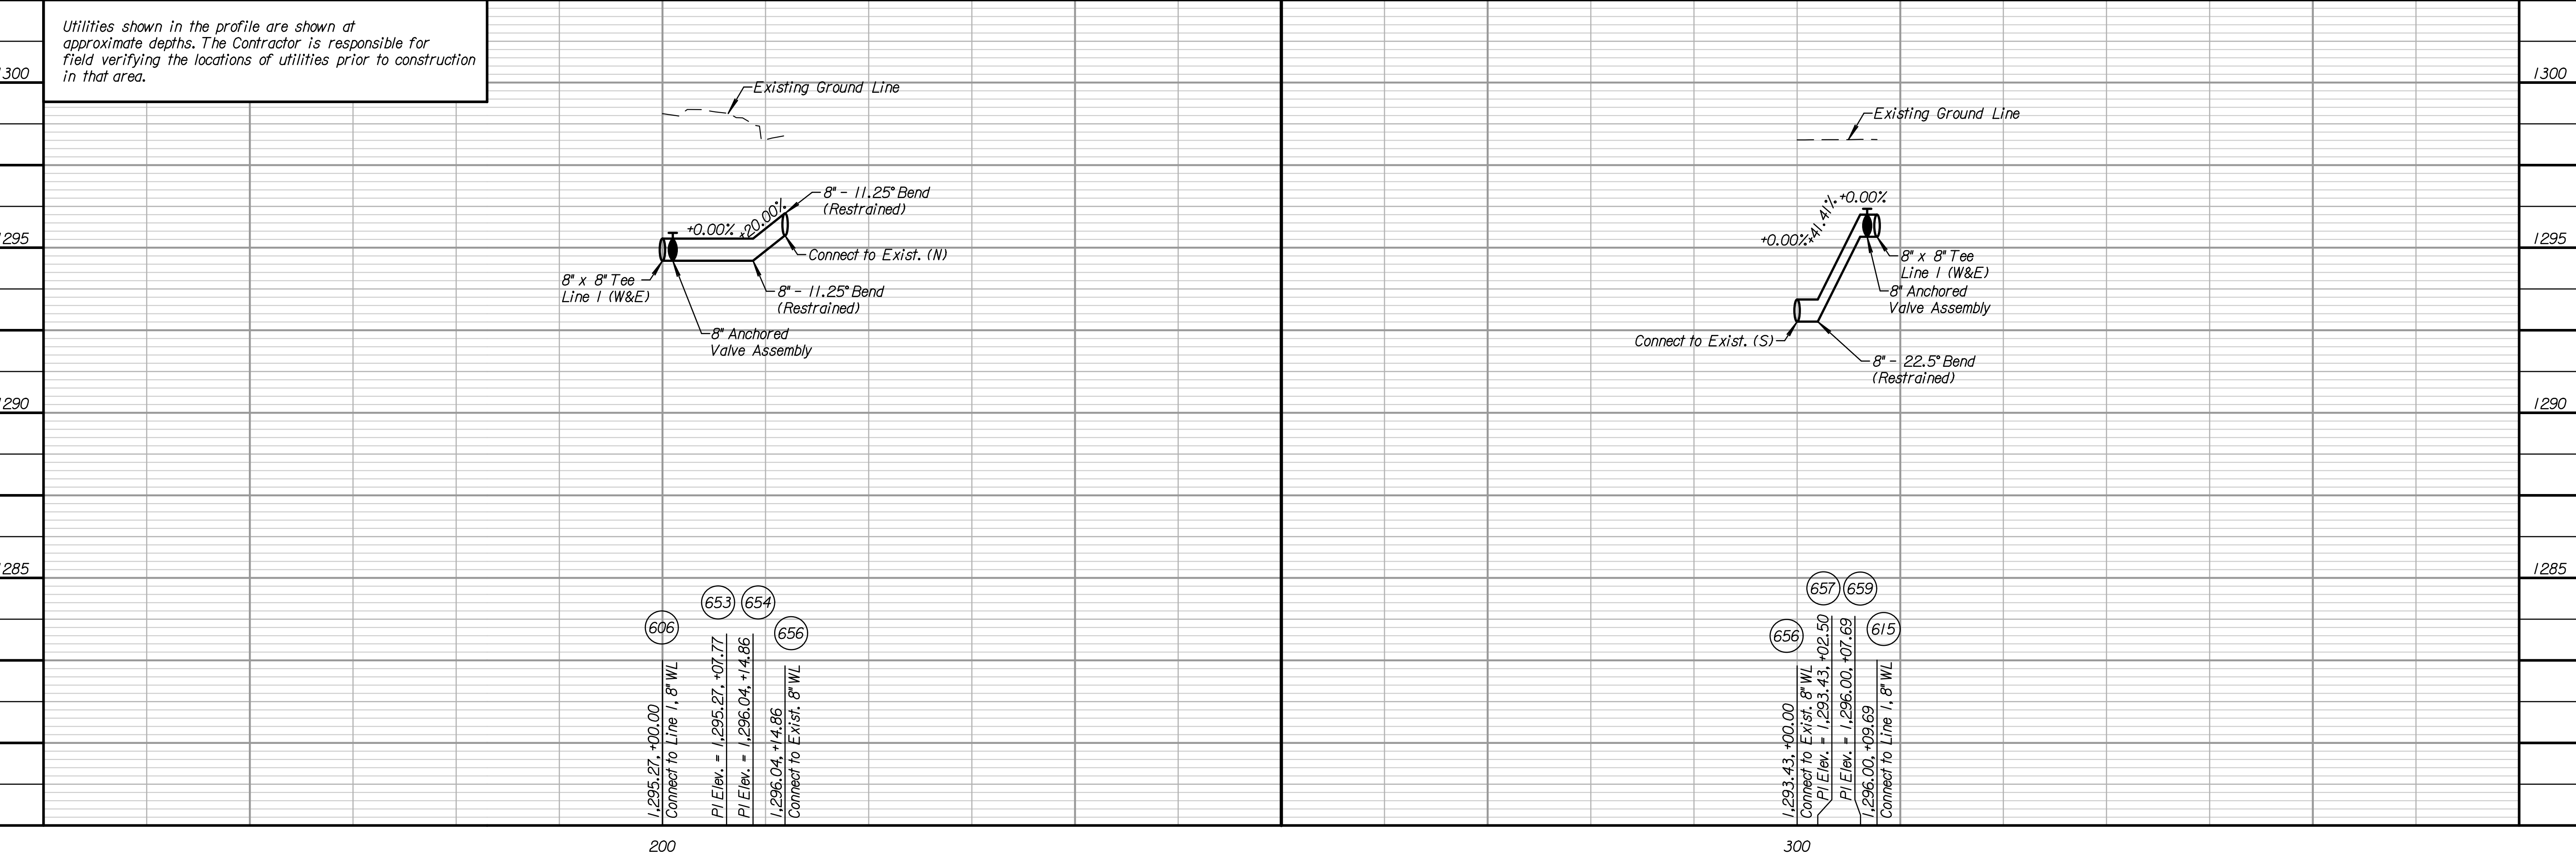 Utilities shown in the profile are shown at
approximate depths. The Contractor is responsible for
field verifying the locations of utilities prior to construction
in that area.
1300
1295
1290
1285
Existing Ground Line
8" - 11.25° Bend
(Restrained)
+0.00%
+20.00%
Connect to Exist. (N)
8" x 8" Tee
Line 1 (W&E)
8" - 11.25° Bend
(Restrained)
8" Anchored
Valve Assembly
606
653
654
656
1,295.27, +00.00
Connect to Line 1, 8" WL
PI Elev. = 1,295.27, +07.77
PI Elev. = 1,296.04, +14.86
1,296.04, +14.86
Connect to Exist. 8" WL
200
Existing Ground Line
+0.00%
+41.41%
+0.00%
8" x 8" Tee
Line 1 (W&E)
8" Anchored
Valve Assembly
Connect to Exist. (S)
8" - 22.5° Bend
(Restrained)
656
657
659
615
1,293.43, +00.00
Connect to Exist. 8" WL
PI Elev. = 1,293.43, +02.50
PI Elev. = 1,296.00, +07.69
1,296.00, +09.69
Connect to Line 1, 8" WL
300
1300
1295
1290
1285